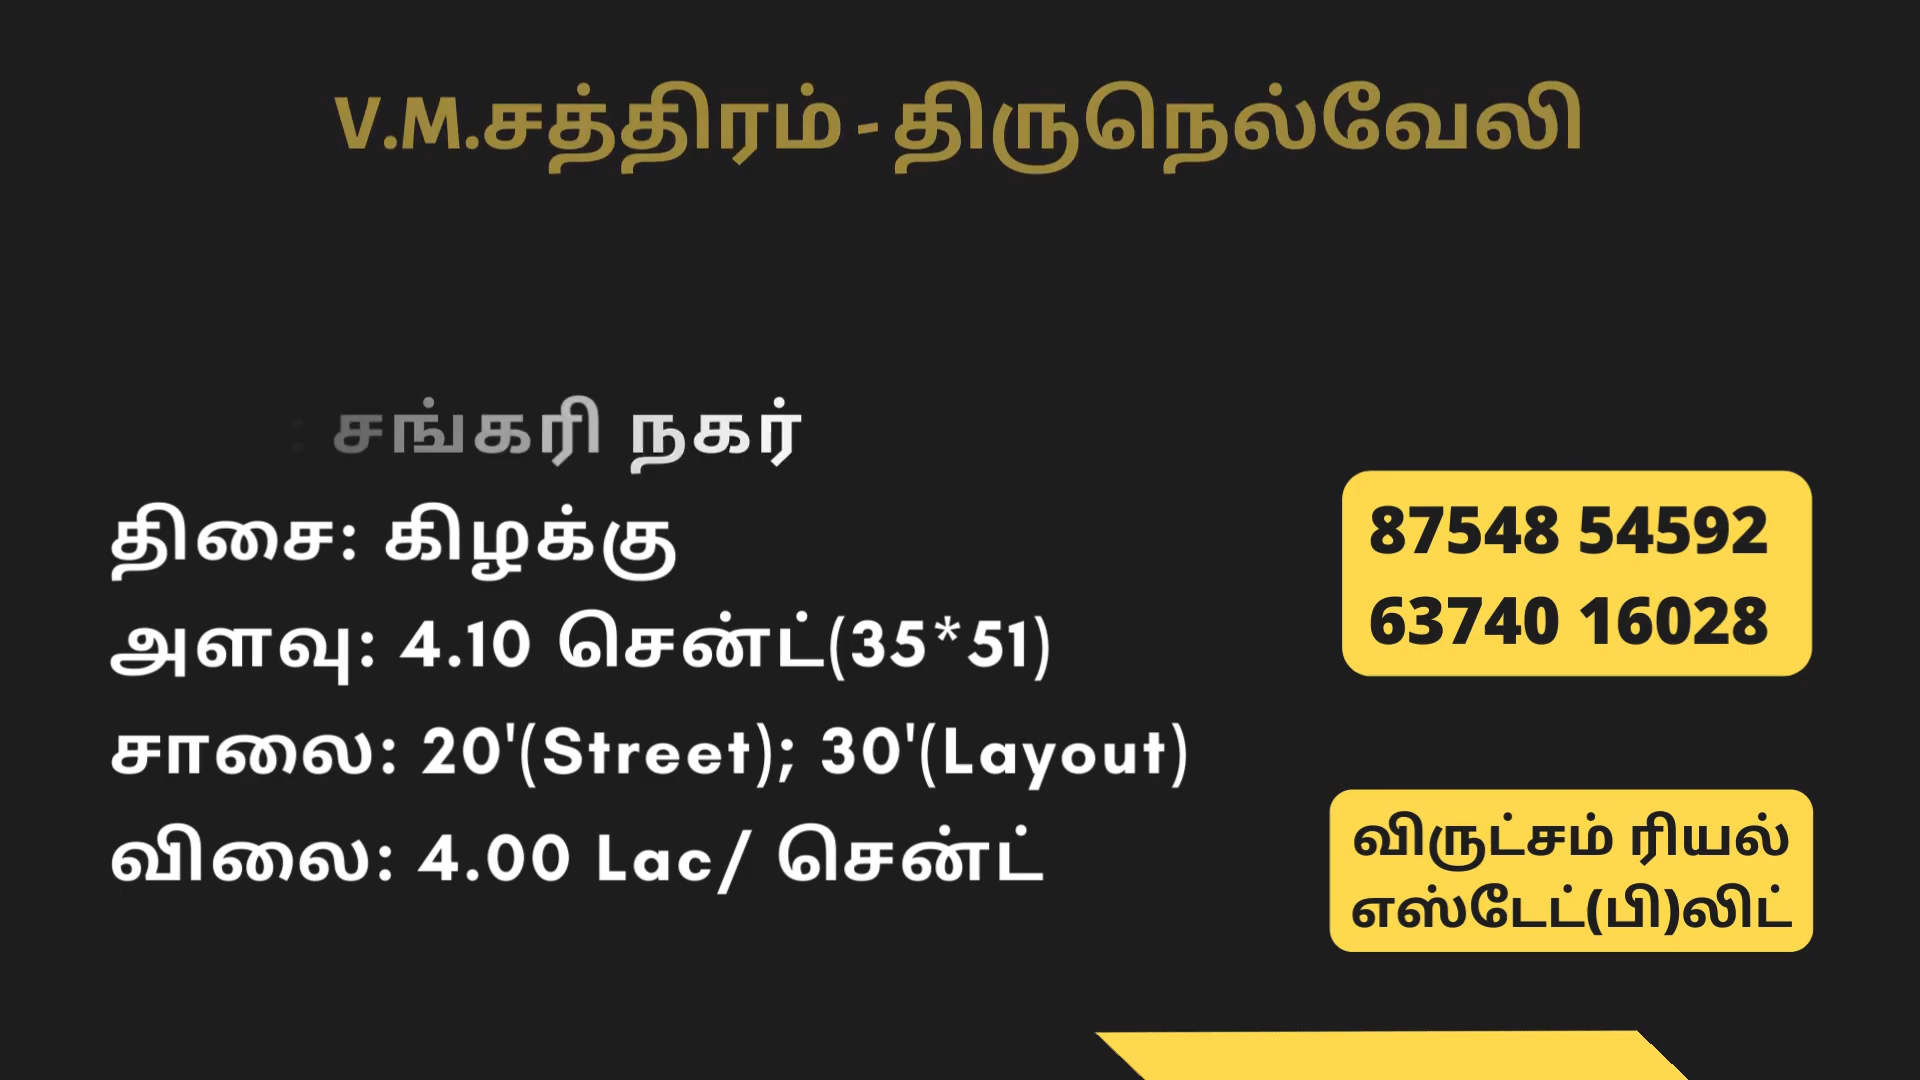 V.M.சத்திரம் - திருநெல்வேலி
: சங்கரி நகர்
திசை: கிழக்கு
அளவு: 4.10 சென்ட்(35*51)
சாலை: 20'(Street); 30'(Layout)
விலை: 4.00 Lac/ சென்ட்
87548 54592
63740 16028
விருட்சம் ரியல்
எஸ்டேட்(பி)லிட்